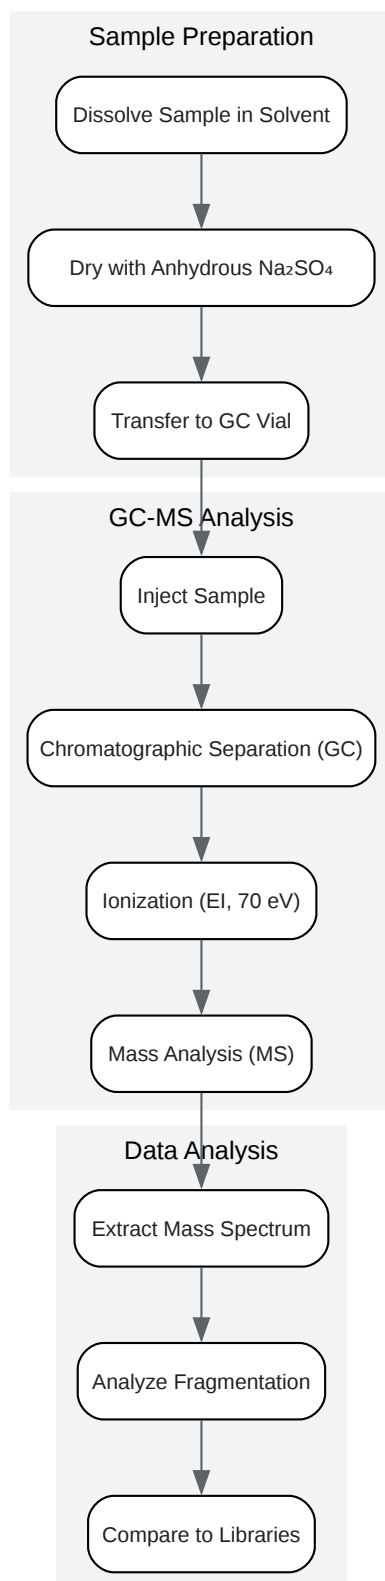 Sample Preparation
Dissolve Sample in Solvent
Dry with Anhydrous Na₂SO₄
Transfer to GC Vial
GC-MS Analysis
Inject Sample
Chromatographic Separation (GC)
Ionization (EI, 70 eV)
Mass Analysis (MS)
Data Analysis
Extract Mass Spectrum
Analyze Fragmentation
Compare to Libraries